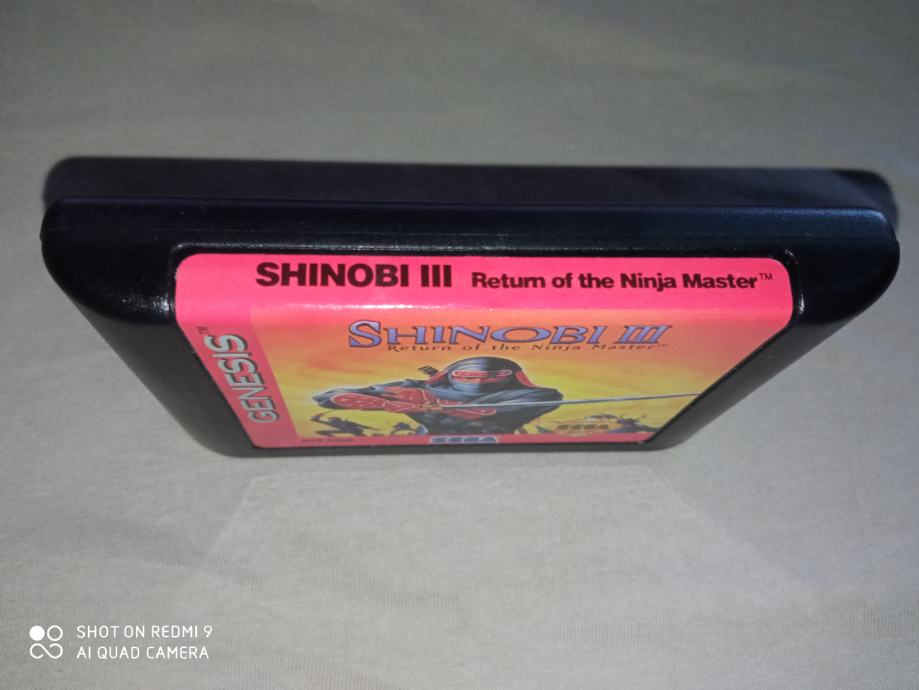 SHINOBI III Return of the Ninja Master™
GENESIS™
SHINOBI III
Return of the Ninja Master™
SEGA
SEGA
SHOT ON REDMI 9
AI QUAD CAMERA